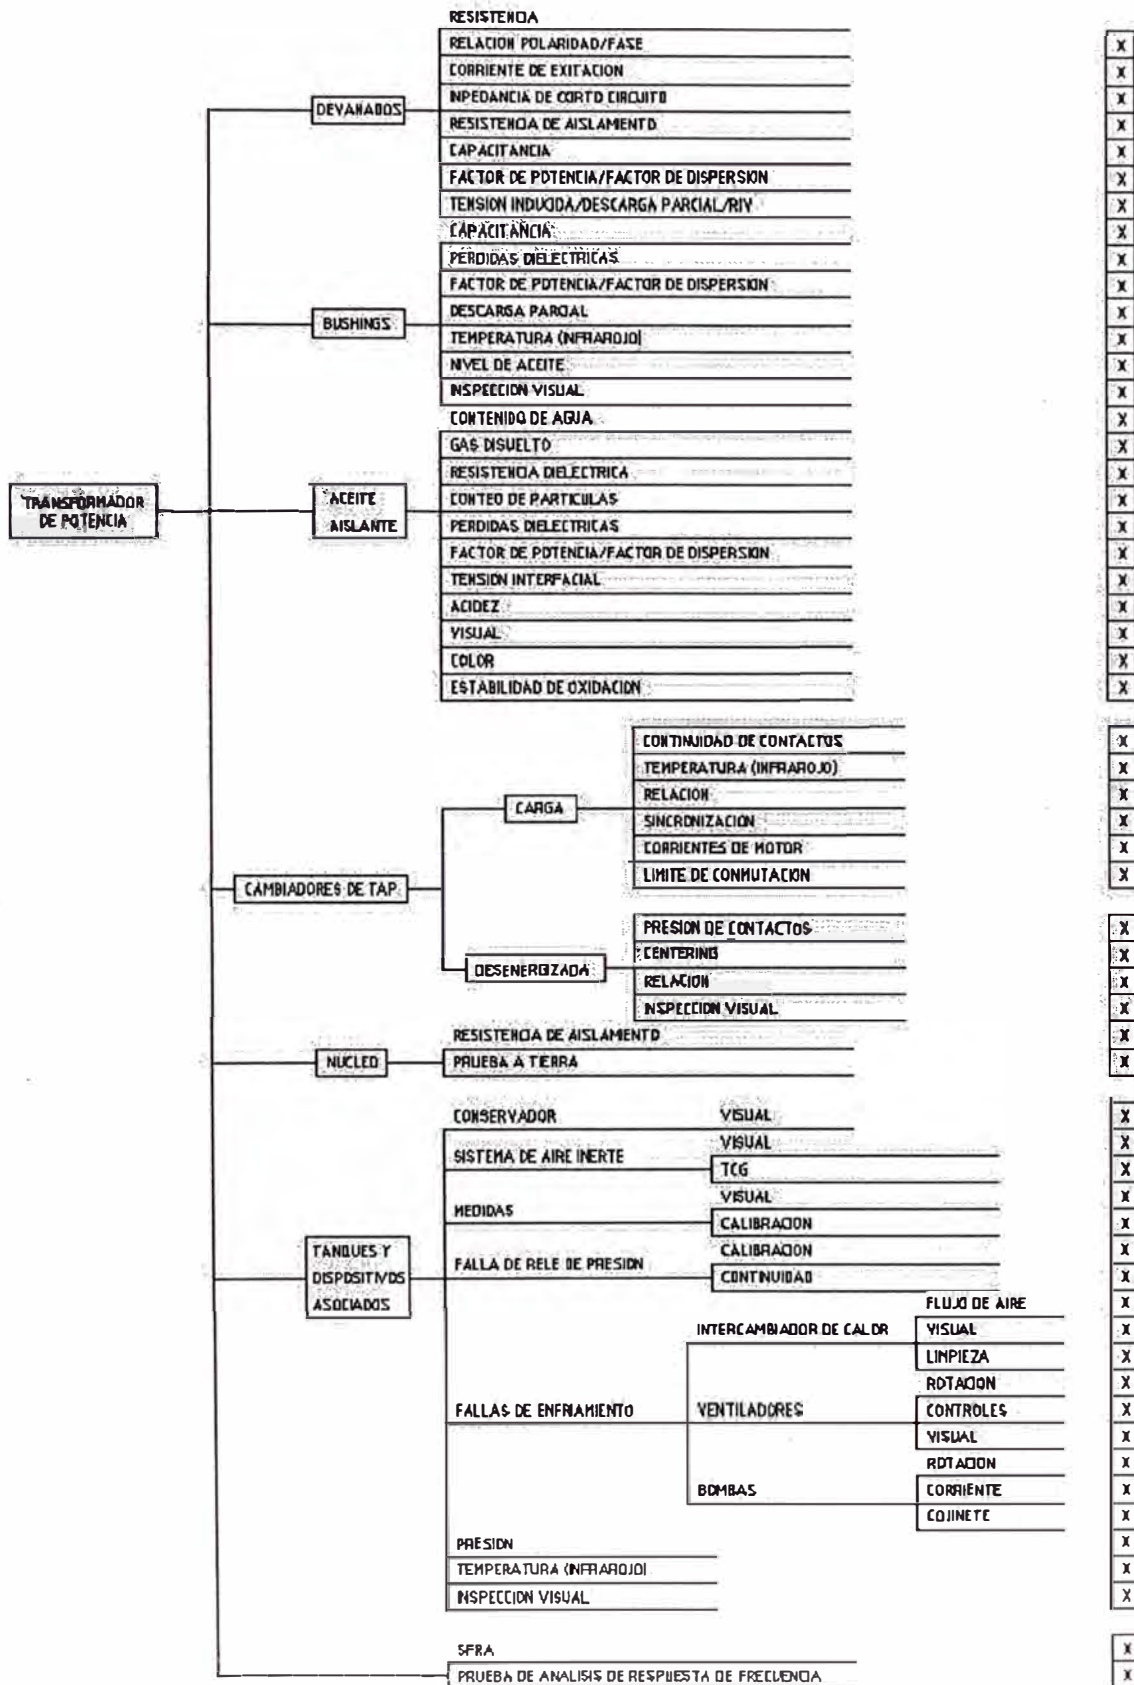 RESISTENCIA
RELACION POLARIDAD/FASE X
CORRIENTE DE EXITACION X
INPEDANCIA DE CORTO CIRCUITO X
DEVANADOS
RESISTENCIA DE AISLAMENTO X
CAPACITANCIA X
FACTOR DE POTENCIA/FACTOR DE DISPERSION X
TENSION INDUCIDA/DESCARGA PARCIAL/RIV X
CAPACITANCIA X
PERDIDAS DIELECTRICAS X
FACTOR DE POTENCIA/FACTOR DE DISPERSION X
DESCARGA PARCIAL X
BUSHINGS
TEMPERATURA (INFRAROJO) X
NIVEL DE ACEITE X
INSPECCION VISUAL X
CONTENIDO DE AGUA X
GAS DISUELTO X
RESISTENCIA DIELECTRICA X
TRANSFORMADOR
DE POTENCIA
ACEITE
AISLANTE
CONTEO DE PARTICULAS X
PERDIDAS DIELECTRICAS X
FACTOR DE POTENCIA/FACTOR DE DISPERSION X
TENSION INTERFACIAL X
ACIDEZ X
VISUAL X
COLOR X
ESTABILIDAD DE OXIDACION X
CONTINUIDAD DE CONTACTOS X
TEMPERATURA (INFRAROJO) X
RELACION X
CARGA
SINCRONIZACION X
CORRIENTES DE MOTOR X
LIMITE DE CONMUTACION X
CAMBIADORES DE TAP
PRESION DE CONTACTOS X
CENTERING X
DESENERGIZADA
RELACION X
INSPECCION VISUAL X
RESISTENCIA DE AISLAMENTO X
NUCLEO
PRUEBA A TIERRA X
CONSERVADOR VISUAL X
SISTEMA DE AIRE INERTE VISUAL X
TCG X
MEDIDAS VISUAL X
CALIBRACION X
TANQUES Y
DISPOSITIVOS
ASOCIADOS
FALLA DE RELE DE PRESION CALIBRACION X
CONTINUIDAD X
FLUJO DE AIRE X
INTERCAMBIADOR DE CALOR VISUAL X
LINPIEZA X
ROTACION X
FALLAS DE ENFRIAMIENTO VENTILADORES CONTROLES X
VISUAL X
ROTACION X
BOMBAS CORRIENTE X
COJINETE X
PRESION X
TEMPERATURA (INFRAROJO) X
INSPECCION VISUAL X
SFRA X
PRUEBA DE ANALISIS DE RESPUESTA DE FRECUENCIA X